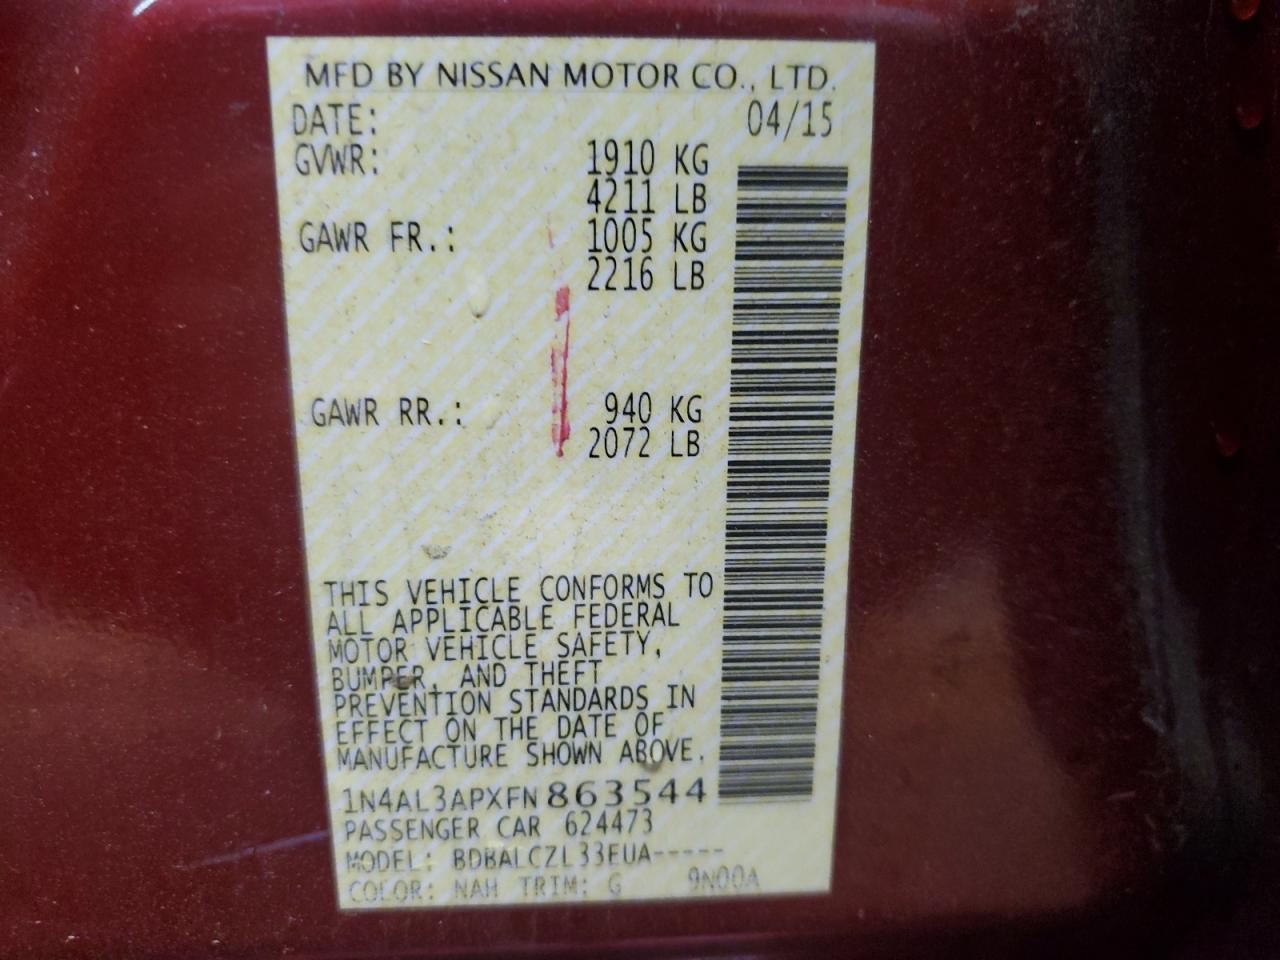 MFD BY NISSAN MOTOR CO., LTD.
DATE: 04/15
GVWR: 1910 KG
4211 LB
GAWR FR.: 1005 KG
2216 LB
GAWR RR.: 940 KG
2072 LB
THIS VEHICLE CONFORMS TO
ALL APPLICABLE FEDERAL
MOTOR VEHICLE SAFETY,
BUMPER, AND THEFT
PREVENTION STANDARDS IN
EFFECT ON THE DATE OF
MANUFACTURE SHOWN ABOVE.
1N4AL3APXFN863544
PASSENGER CAR 624473
MODEL: BDBALCZL33EUA-----
COLOR: NAH TRIM: G 9N00A